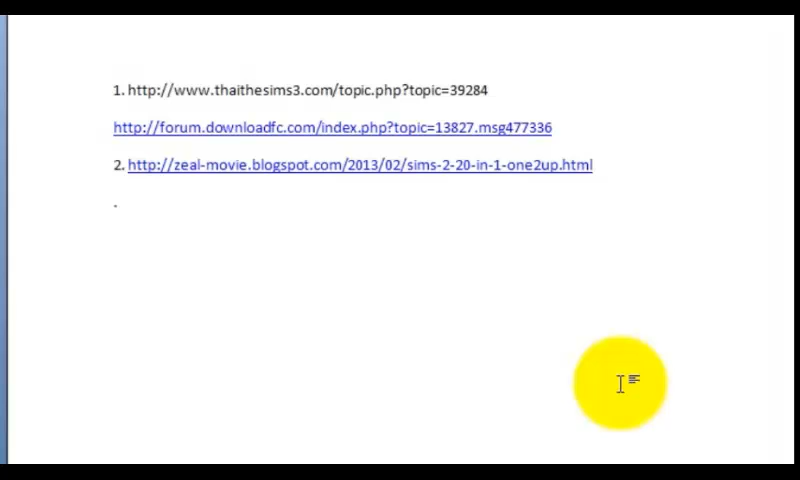 1. http://www.thaithesims3.com/topic.php?topic=39284
http://forum.downloadfc.com/index.php?topic=13827.msg477336
2. http://zeal-movie.blogspot.com/2013/02/sims-2-20-in-1-one2up.html
.